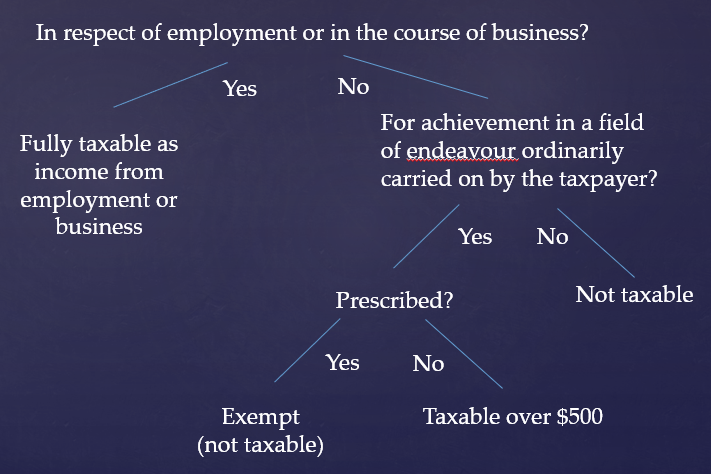 In respect of employment or in the course of business?
Yes
No
Fully taxable as
income from
employment or
business
For achievement in a field
of endeavour ordinarily
carried on by the taxpayer?
Yes
No
Prescribed?
Not taxable
Yes
No
Exempt
(not taxable)
Taxable over $500